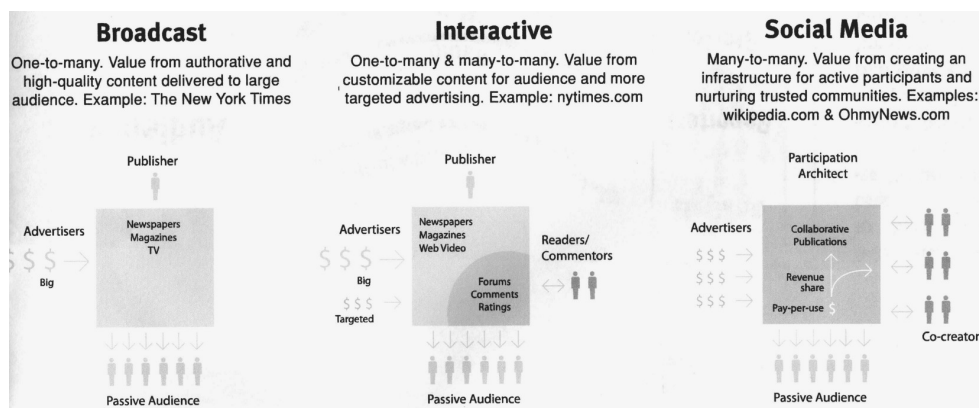 Broadcast
One-to-many. Value from authorative and
high-quality content delivered to large
audience. Example: The New York Times
Publisher
Advertisers
Newspapers
Magazines
TV
$ $ $
Big
Passive Audience
Interactive
One-to-many & many-to-many. Value from
customizable content for audience and more
targeted advertising. Example: nytimes.com
Publisher
Advertisers
Newspapers
Magazines
Web Video
$ $ $
Big
$ $ $
Targeted
Readers/
Commentors
Forums
Comments
Ratings
Passive Audience
Social Media
Many-to-many. Value from creating an
infrastructure for active participants and
nurturing trusted communities. Examples:
wikipedia.com & OhmyNews.com
Participation
Architect
Advertisers
$ $ $
$ $ $
$ $ $
Collaborative
Publications
Revenue
share
Pay-per-use $
Co-creator
Passive Audience